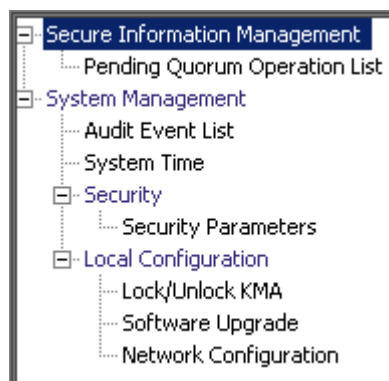 Secure Information Management
Pending Quorum Operation List
System Management
Audit Event List
System Time
Security
Security Parameters
Local Configuration
Lock/Unlock KMA
Software Upgrade
Network Configuration